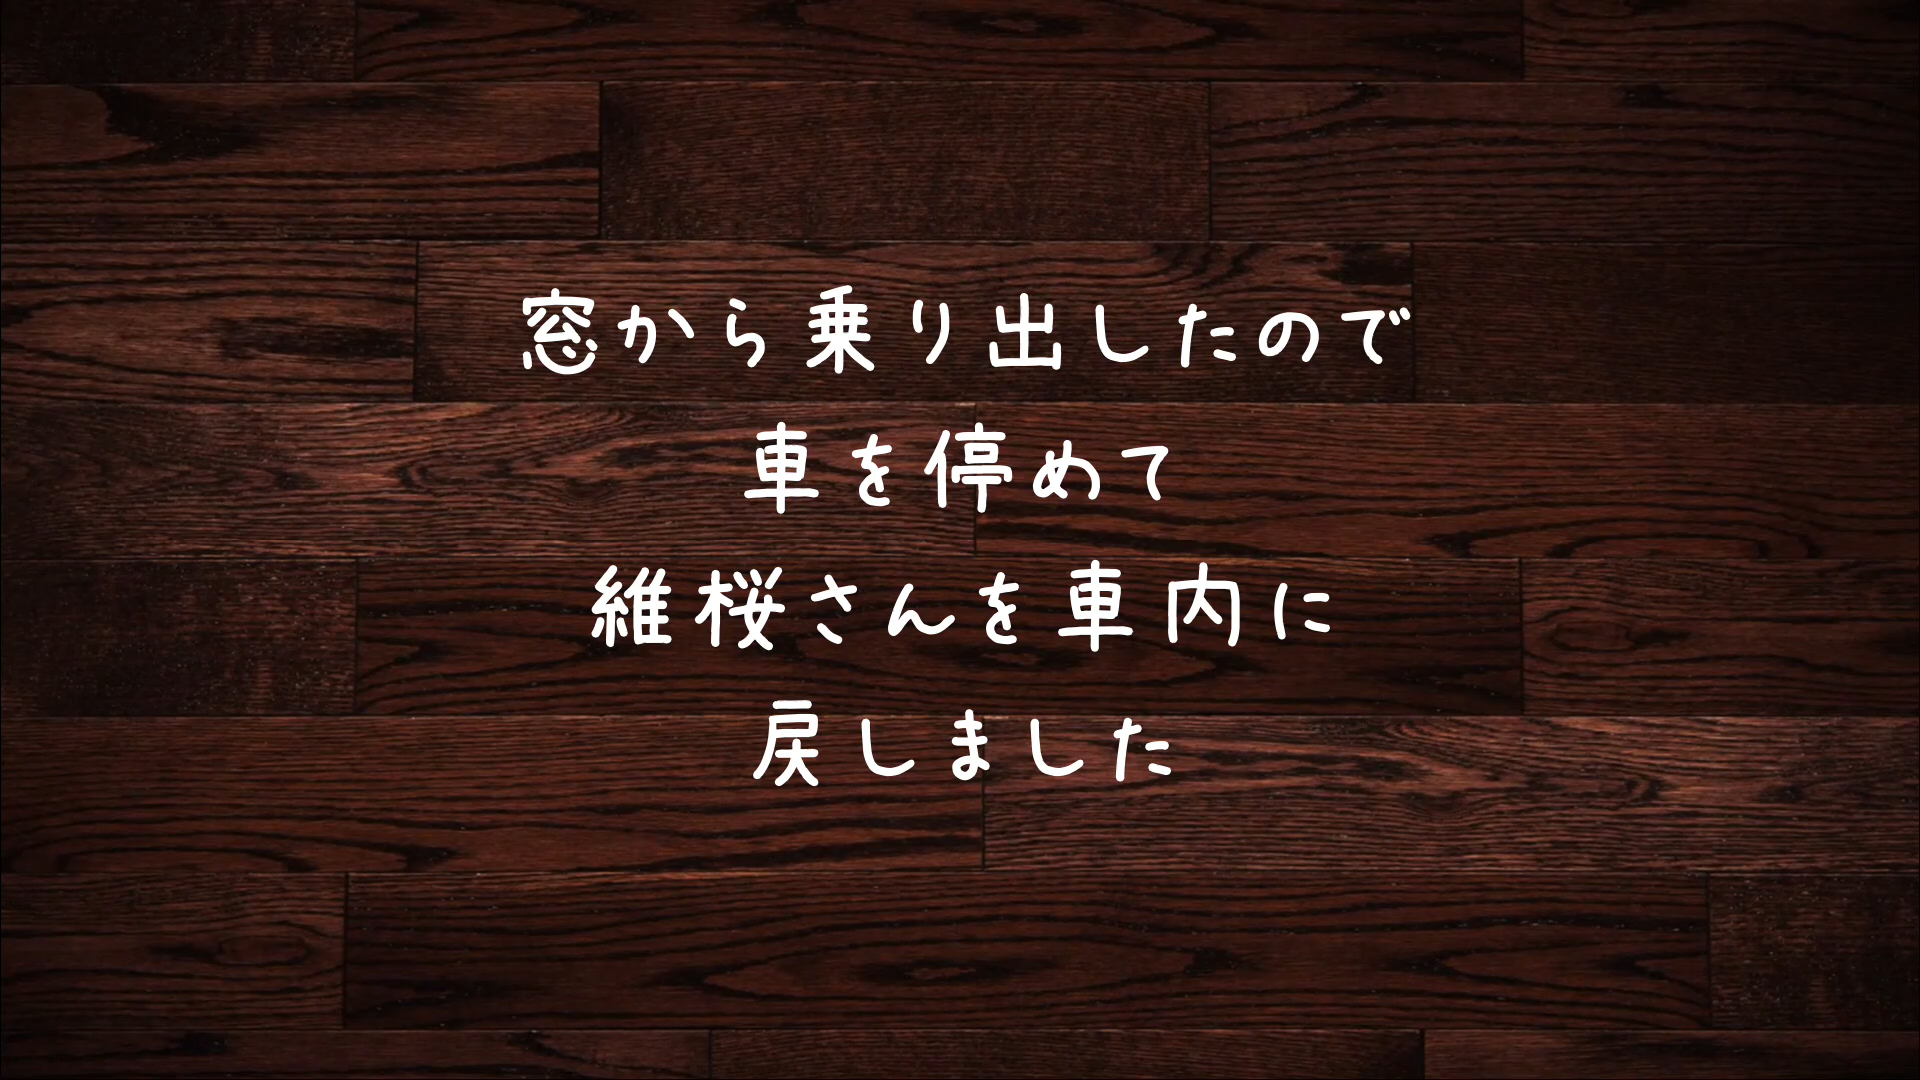 窓から乗り出したので
車を停めて
維桜さんを車内に
戻しました